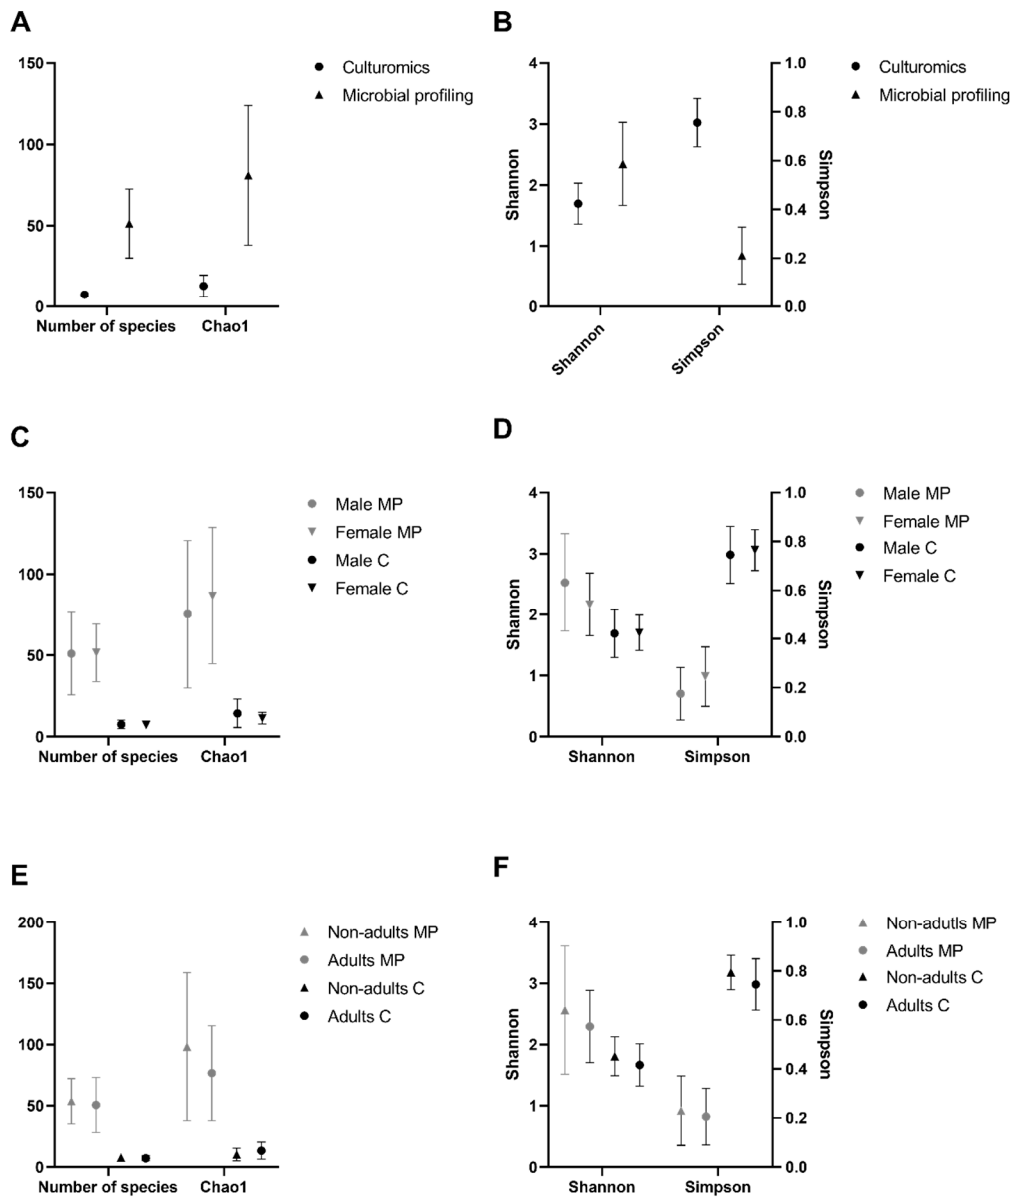 A
150
100
50
0
Number of species
Chao1
Culturomics
Microbial profiling
B
4
3
2
1
0
Shannon
1.0
0.8
0.6
0.4
0.2
0.0
Simpson
Shannon
Simpson
Culturomics
Microbial profiling
C
150
100
50
0
Number of species
Chao1
Male MP
Female MP
Male C
Female C
D
4
3
2
1
0
Shannon
1.0
0.8
0.6
0.4
0.2
0.0
Simpson
Shannon
Simpson
Male MP
Female MP
Male C
Female C
E
200
150
100
50
0
Number of species
Chao1
Non-adults MP
Adults MP
Non-adults C
Adults C
F
4
3
2
1
0
Shannon
1.0
0.8
0.6
0.4
0.2
0.0
Simpson
Shannon
Simpson
Non-adutls MP
Adults MP
Non-adults C
Adults C